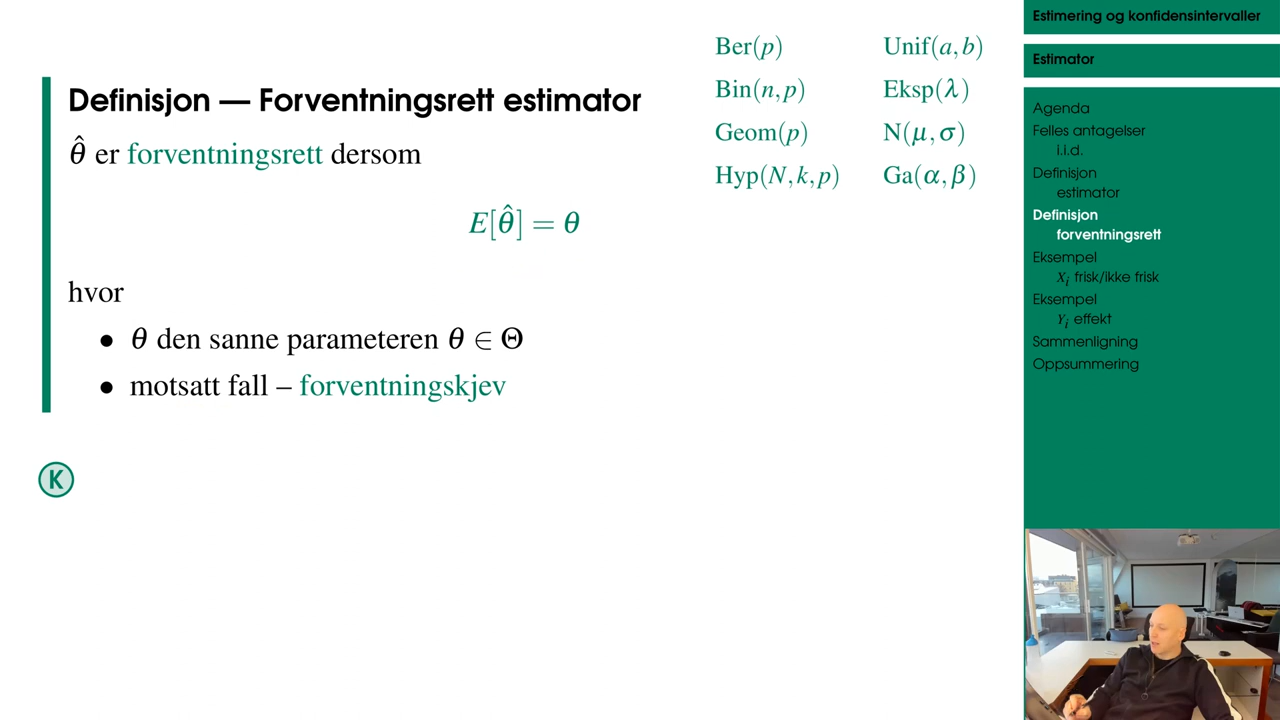 Definisjon — Forventningsrett estimator
θ̂ er forventningsrett dersom
E[θ̂] = θ
hvor
• θ den sanne parameteren θ ∈ Θ
• motsatt fall – forventningskjev
K
Ber(p) Unif(a, b)
Bin(n, p) Eksp(λ)
Geom(p) N(μ, σ)
Hyp(N, k, p) Ga(α, β)
Estimering og konfidensintervaller
Estimator
Agenda
Felles antagelser
i.i.d.
Definisjon
estimator
Definisjon
forventningsrett
Eksempel
X_i frisk/ikke frisk
Eksempel
Y_i effekt
Sammenligning
Oppsummering